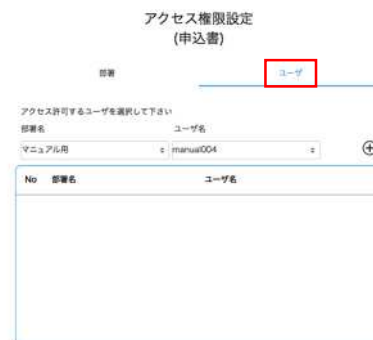 アクセス権限設定
(申込書)
部署 ユーザ
アクセス許可するユーザを選択して下さい
部署名 ユーザ名
マニュアル用 manual004
No 部署名 ユーザ名